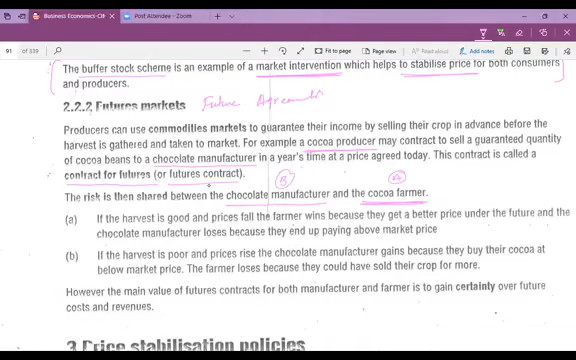 Business Economics- CI
Post Attendee - Zoom
91
of 339
Fit to page
Page view
Read aloud
Add notes
The buffer stock scheme is an example of a market intervention which helps to stabilise price for both consumers
and producers.
2.2.2 Futures markets
Future Agreements
Producers can use commodities markets to guarantee their income by selling their crop in advance before
the harvest is gathered and taken to market. For example a cocoa producer may contract to sell a guaranteed quantity
of cocoa beans to a chocolate manufacturer in a year's time at a price agreed today. This contract is called a
contract for futures (or futures contract).
B
A
The risk is then shared between the chocolate manufacturer and the cocoa farmer.
(a) If the harvest is good and prices fall the farmer wins because they get a better price under the future and the
chocolate manufacturer loses because they end up paying above market price
(b) If the harvest is poor and prices rise the chocolate manufacturer gains because they buy their cocoa at
below market price. The farmer loses because they could have sold their crop for more.
However the main value of futures contracts for both manufacturer and farmer is to gain certainty over future
costs and revenues.
3 Price stabilisation policies